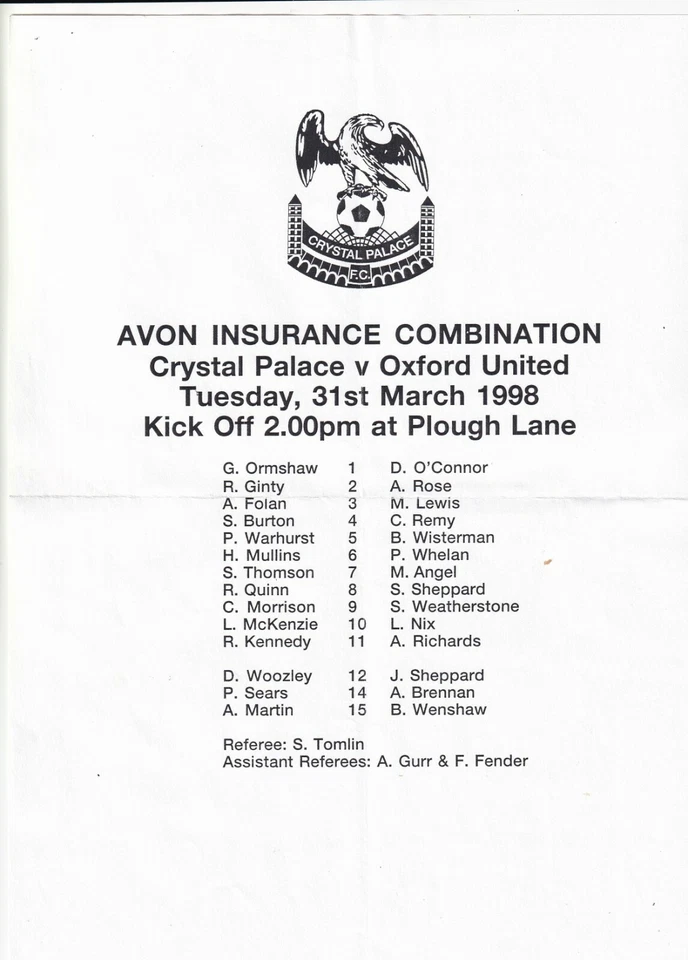 CRYSTAL PALACE
F.C.
AVON INSURANCE COMBINATION
Crystal Palace v Oxford United
Tuesday, 31st March 1998
Kick Off 2.00pm at Plough Lane
G. Ormshaw 1 D. O'Connor
R. Ginty 2 A. Rose
A. Folan 3 M. Lewis
S. Burton 4 C. Remy
P. Warhurst 5 B. Wisterman
H. Mullins 6 P. Whelan
S. Thomson 7 M. Angel
R. Quinn 8 S. Sheppard
C. Morrison 9 S. Weatherstone
L. McKenzie 10 L. Nix
R. Kennedy 11 A. Richards
D. Woozley 12 J. Sheppard
P. Sears 14 A. Brennan
A. Martin 15 B. Wenshaw
Referee: S. Tomlin
Assistant Referees: A. Gurr & F. Fender